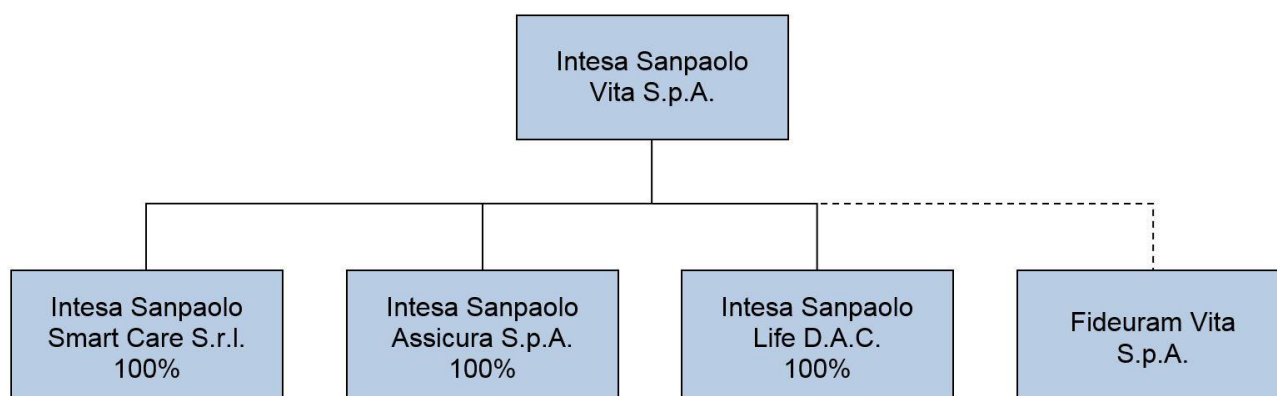 Intesa Sanpaolo
Vita S.p.A.
Intesa Sanpaolo
Smart Care S.r.l.
100%
Intesa Sanpaolo
Assicura S.p.A.
100%
Intesa Sanpaolo
Life D.A.C.
100%
Fideuram Vita
S.p.A.